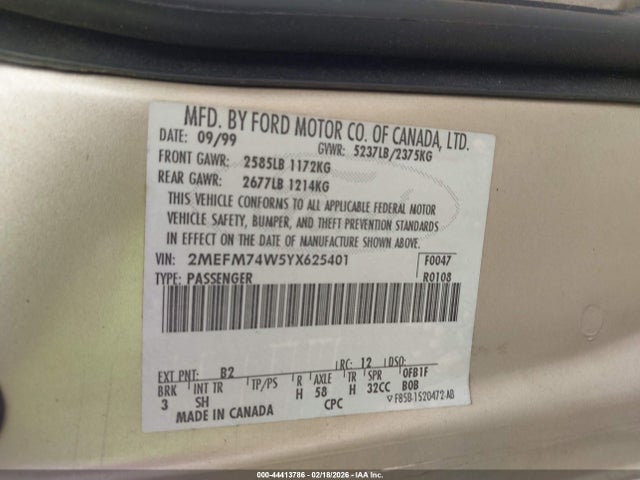 MFD. BY FORD MOTOR CO. OF CANADA, LTD.
DATE: 09/99 GVWR: 5237LB/2375KG
FRONT GAWR: 2585LB 1172KG
REAR GAWR: 2677LB 1214KG
THIS VEHICLE CONFORMS TO ALL APPLICABLE FEDERAL MOTOR
VEHICLE SAFETY, BUMPER, AND THEFT PREVENTION STANDARDS
IN EFFECT ON THE DATE OF MANUFACTURE SHOWN ABOVE.
VIN: 2MEFM74W5YX625401 F0047
TYPE: PASSENGER R0108
EXT PNT: B2 RC: 12 DSO:
BRK INT TR TP/PS R AXLE TR SPR 0FB1F
3 SH H 58 H 32CC BOB
MADE IN CANADA CPC F85B-1520472-AB
000-44413786 - 02/18/2026 - IAA Inc.